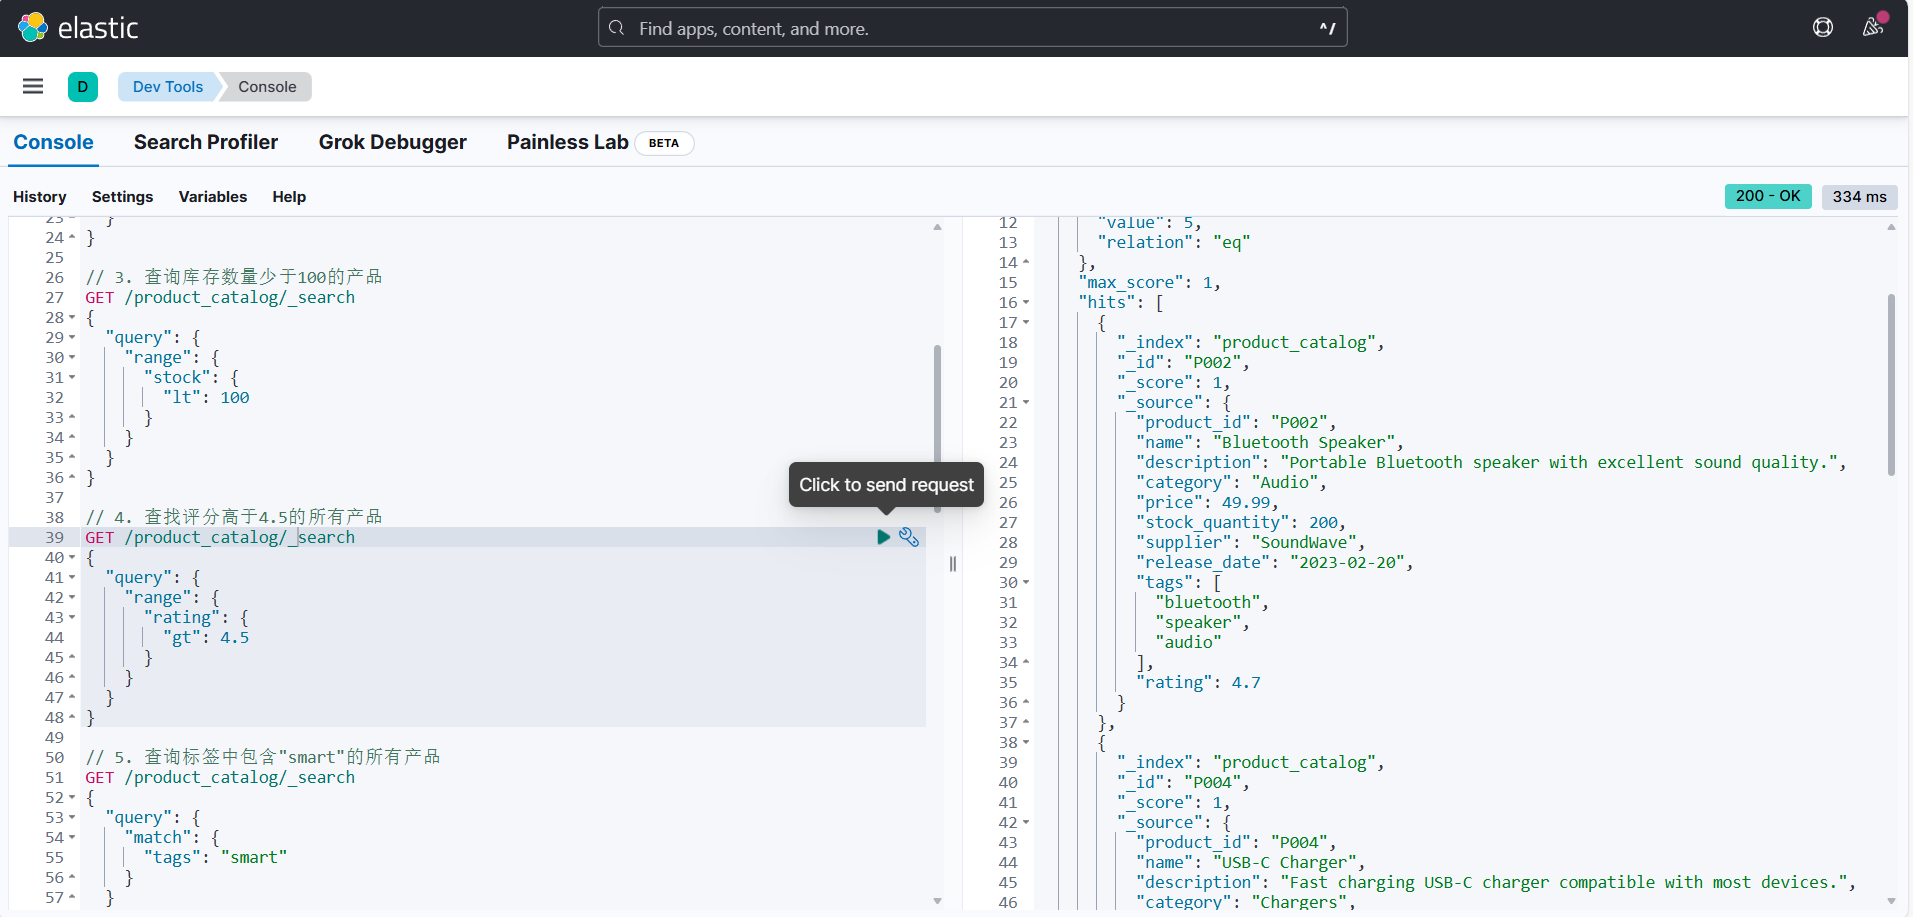 elastic
Find apps, content, and more.
^/
D
Dev Tools
Console
Console
Search Profiler
Grok Debugger
Painless Lab
BETA
History
Settings
Variables
Help
200 - OK
334 ms
23 }
24 }
25
26 // 3. 查询库存数量少于100的产品
27 GET /product_catalog/_search
28 {
29 "query": {
30 "range": {
31 "stock": {
32 "lt": 100
33 }
34 }
35 }
36 }
37
38 // 4. 查找评分高于4.5的所有产品
39 GET /product_catalog/_search
Click to send request
40 {
41 "query": {
42 "range": {
43 "rating": {
44 "gt": 4.5
45 }
46 }
47 }
48 }
49
50 // 5. 查询标签中包含"smart"的所有产品
51 GET /product_catalog/_search
52 {
53 "query": {
54 "match": {
55 "tags": "smart"
56 }
57 }
12 "value": 5,
13 "relation": "eq"
14 },
15 "max_score": 1,
16 "hits": [
17 {
18 "_index": "product_catalog",
19 "_id": "P002",
20 "_score": 1,
21 "_source": {
22 "product_id": "P002",
23 "name": "Bluetooth Speaker",
24 "description": "Portable Bluetooth speaker with excellent sound quality.",
25 "category": "Audio",
26 "price": 49.99,
27 "stock_quantity": 200,
28 "supplier": "SoundWave",
29 "release_date": "2023-02-20",
30 "tags": [
31 "bluetooth",
32 "speaker",
33 "audio"
34 ],
35 "rating": 4.7
36 }
37 },
38 {
39 "_index": "product_catalog",
40 "_id": "P004",
41 "_score": 1,
42 "_source": {
43 "product_id": "P004",
44 "name": "USB-C Charger",
45 "description": "Fast charging USB-C charger compatible with most devices.",
46 "category": "Chargers",